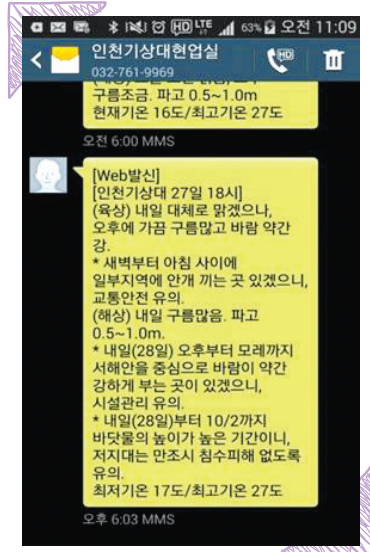 63% 오전 11:09
인천기상대현업실
032-761-9969
구름조금. 파고 0.5~1.0m
현재기온 16도/최고기온 27도
오전 6:00 MMS
[Web발신]
[인천기상대 27일 18시]
(육상) 내일 대체로 맑겠으나,
오후에 가끔 구름많고 바람 약간
강.
* 새벽부터 아침 사이에
일부지역에 안개 끼는 곳 있겠으니,
교통안전 유의.
(해상) 내일 구름많음. 파고
0.5~1.0m.
* 내일(28일) 오후부터 모레까지
서해안을 중심으로 바람이 약간
강하게 부는 곳이 있겠으니,
시설관리 유의.
* 내일(28일)부터 10/2까지
바닷물의 높이가 높은 기간이니,
저지대는 만조시 침수피해 없도록
유의.
최저기온 17도/최고기온 27도
오후 6:03 MMS